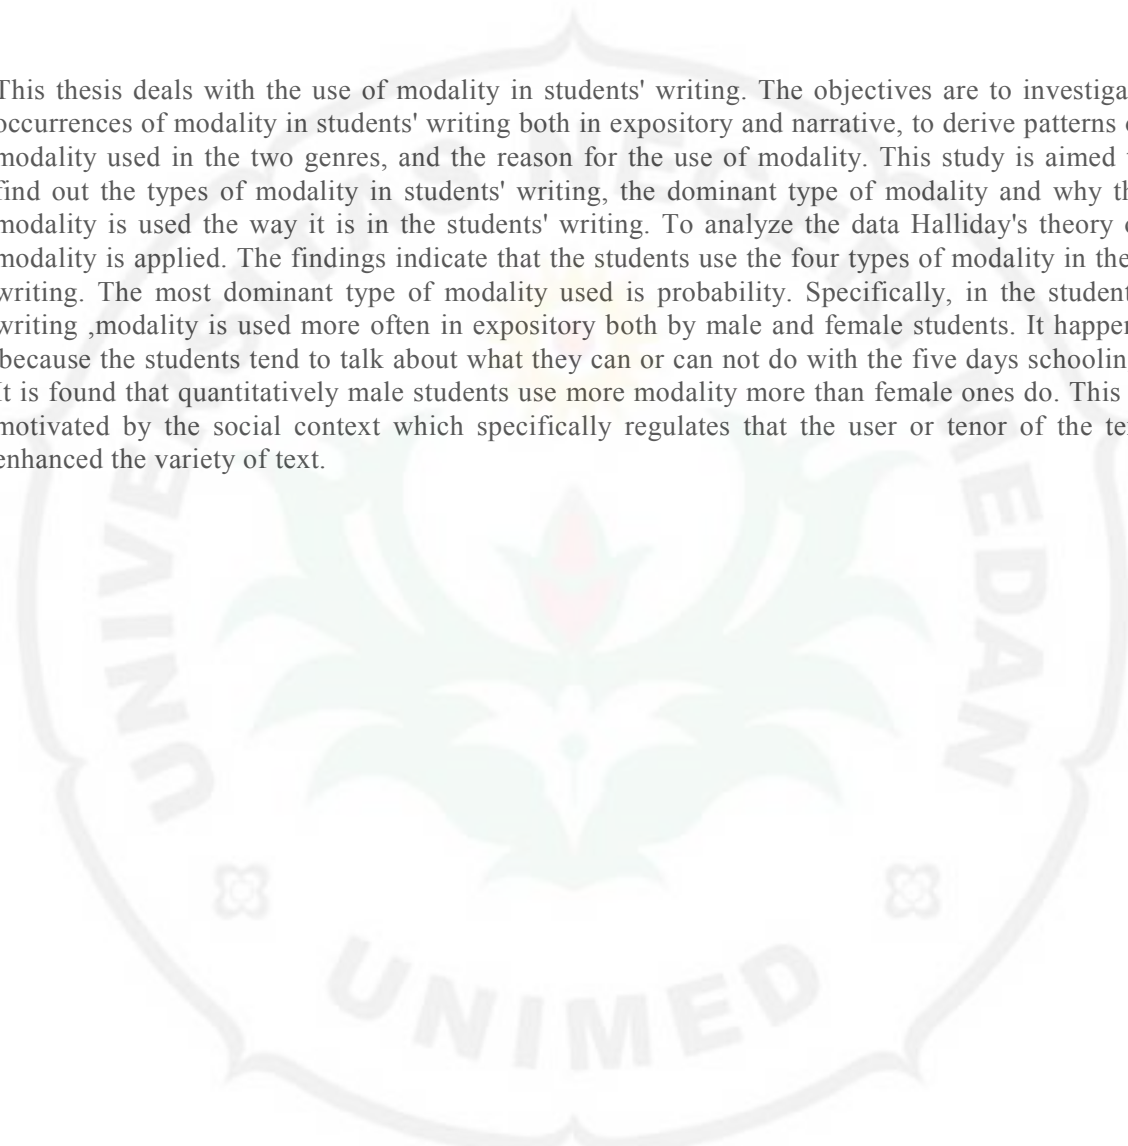 This thesis deals with the use of modality in students' writing. The objectives are to investiga
occurrences of modality in students' writing both in expository and narrative, to derive patterns
modality used in the two genres, and the reason for the use of modality. This study is aimed
find out the types of modality in students' writing, the dominant type of modality and why th
modality is used the way it is in the students' writing. To analyze the data Halliday's theory
modality is applied. The findings indicate that the students use the four types of modality in the
writing. The most dominant type of modality used is probability. Specifically, in the student
writing ,modality is used more often in expository both by male and female students. It happen
because the students tend to talk about what they can or can not do with the five days schoolin
It is found that quantitatively male students use more modality more than female ones do. This
motivated by the social context which specifically regulates that the user or tenor of the te
enhanced the variety of text.
UNIVERSITAS NEGERI MEDAN
UNIMED